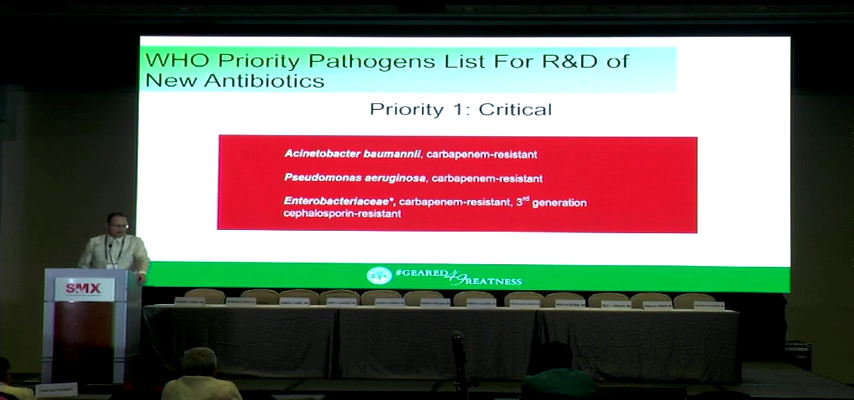 WHO Priority Pathogens List For R&D of
New Antibiotics
Priority 1: Critical
Acinetobacter baumannii, carbapenem-resistant
Pseudomonas aeruginosa, carbapenem-resistant
Enterobacteriaceae*, carbapenem-resistant, 3rd generation
cephalosporin-resistant
#GEARED49REATNESS
SMX